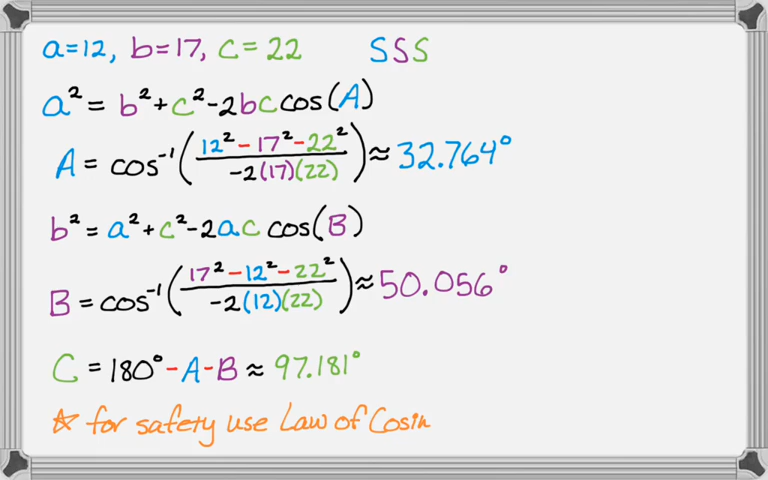 a=12, b=17, c=22 SSS
a² = b²+c²-2bc cos(A)
A = cos⁻¹((12²-17²-22²)/(-2(17)(22))) ≈ 32.764°
b² = a²+c²-2ac cos(B)
B = cos⁻¹((17²-12²-22²)/(-2(12)(22))) ≈ 50.056°
C = 180°-A-B ≈ 97.181°
☆ for safety use Law of Cosin